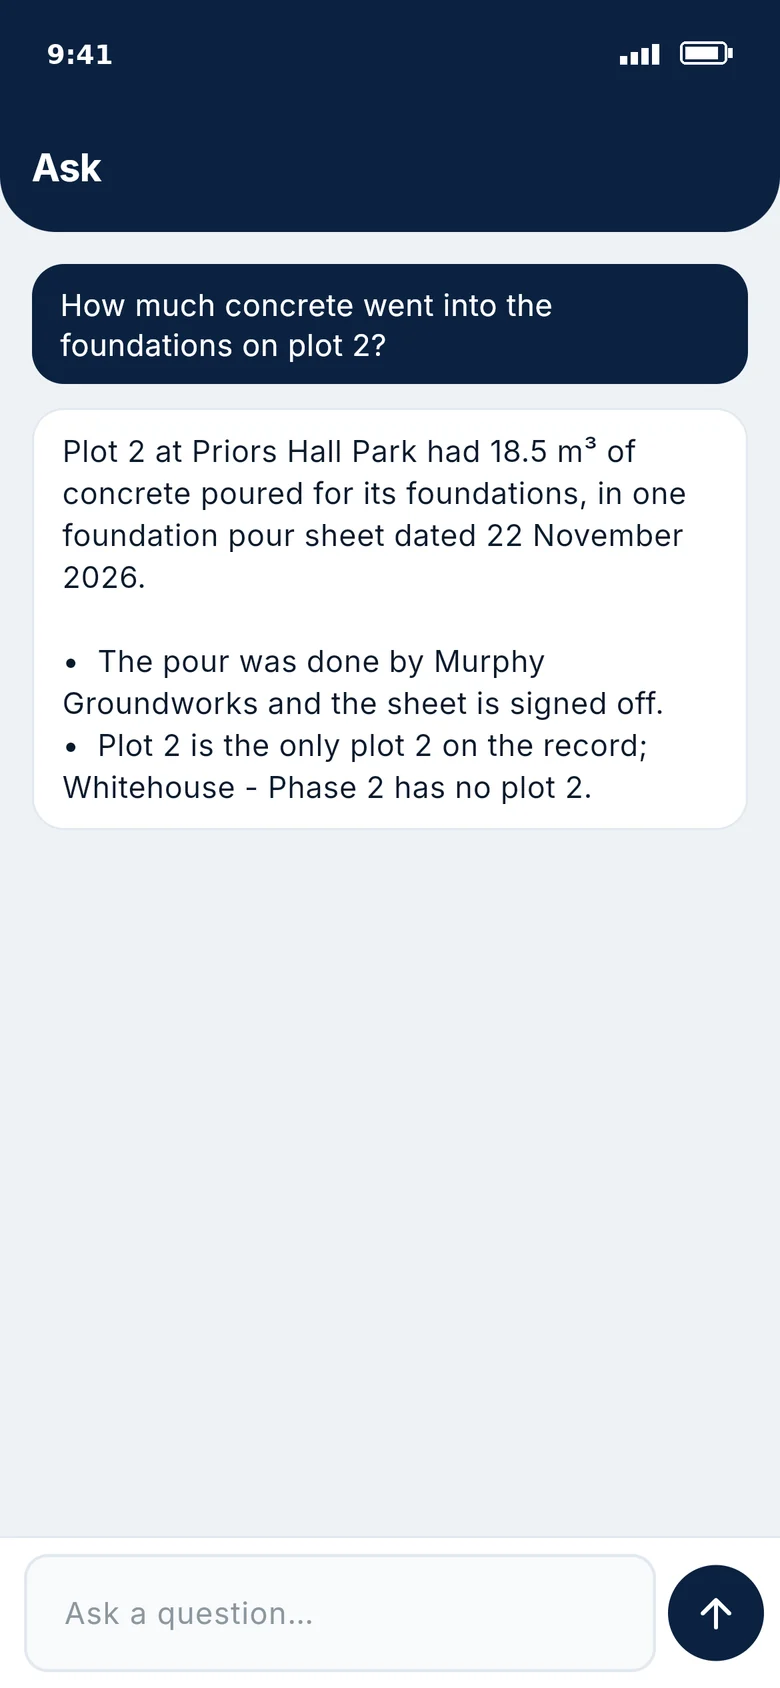 9:41
Ask
How much concrete went into the
foundations on plot 2?
Plot 2 at Priors Hall Park had 18.5 m³ of
concrete poured for its foundations, in one
foundation pour sheet dated 22 November
2026.
• The pour was done by Murphy
Groundworks and the sheet is signed off.
• Plot 2 is the only plot 2 on the record;
Whitehouse - Phase 2 has no plot 2.
Ask a question...